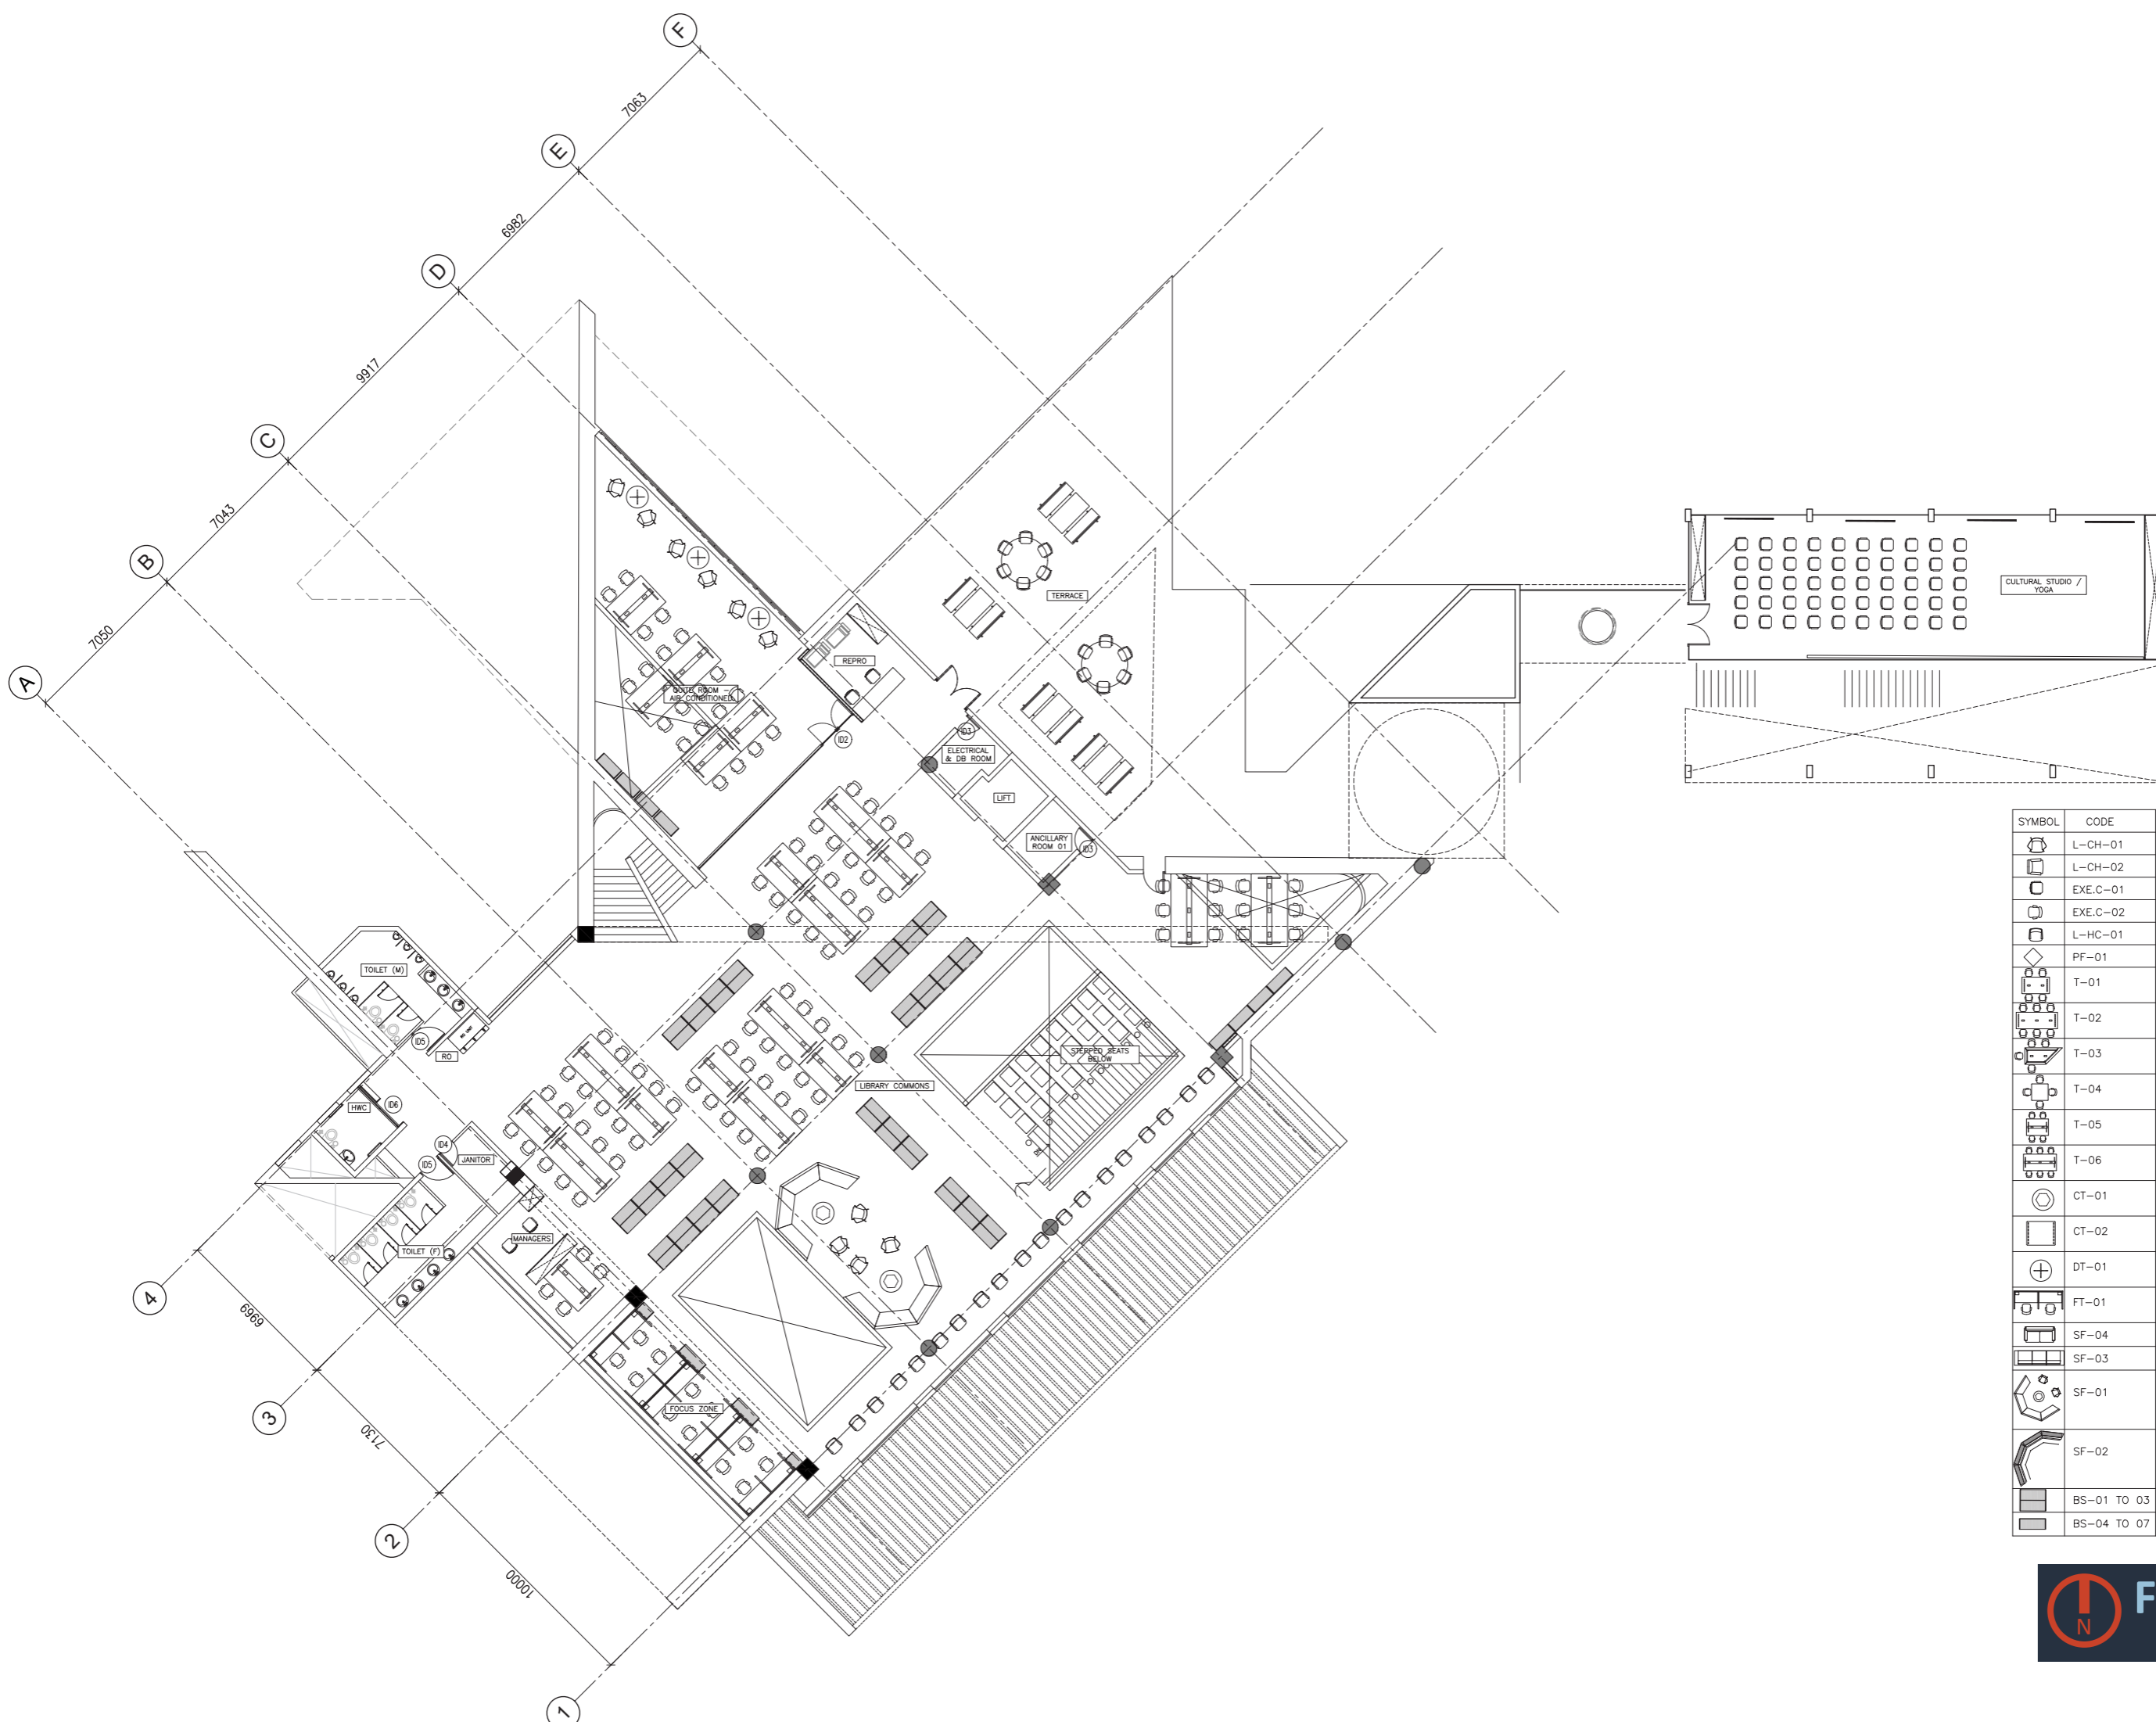 F
E
D
C
B
A
7063
6982
9917
7043
7050
TERRACE
CULTURAL STUDIO /
YOGA
REPRO
QUITE ROOM -
AIR CONDITIONED
ID2
ID3
ELECTRICAL
& DB ROOM
LIFT
ANCILLARY
ROOM 01
ID3
TOILET (M)
ID5
RO UNIT
RO
STEPPED SEATS
BELOW
LIBRARY COMMONS
HWC
ID6
ID4
JANITOR
ID5
MANAGERS
TOILET (F)
FOCUS ZONE
4
3
2
1
6969
7130
10000
SYMBOL CODE
L-CH-01
L-CH-02
EXE.C-01
EXE.C-02
L-HC-01
PF-01
T-01
T-02
T-03
T-04
T-05
T-06
CT-01
CT-02
DT-01
FT-01
SF-04
SF-03
SF-01
SF-02
BS-01 TO 03
BS-04 TO 07
N
F